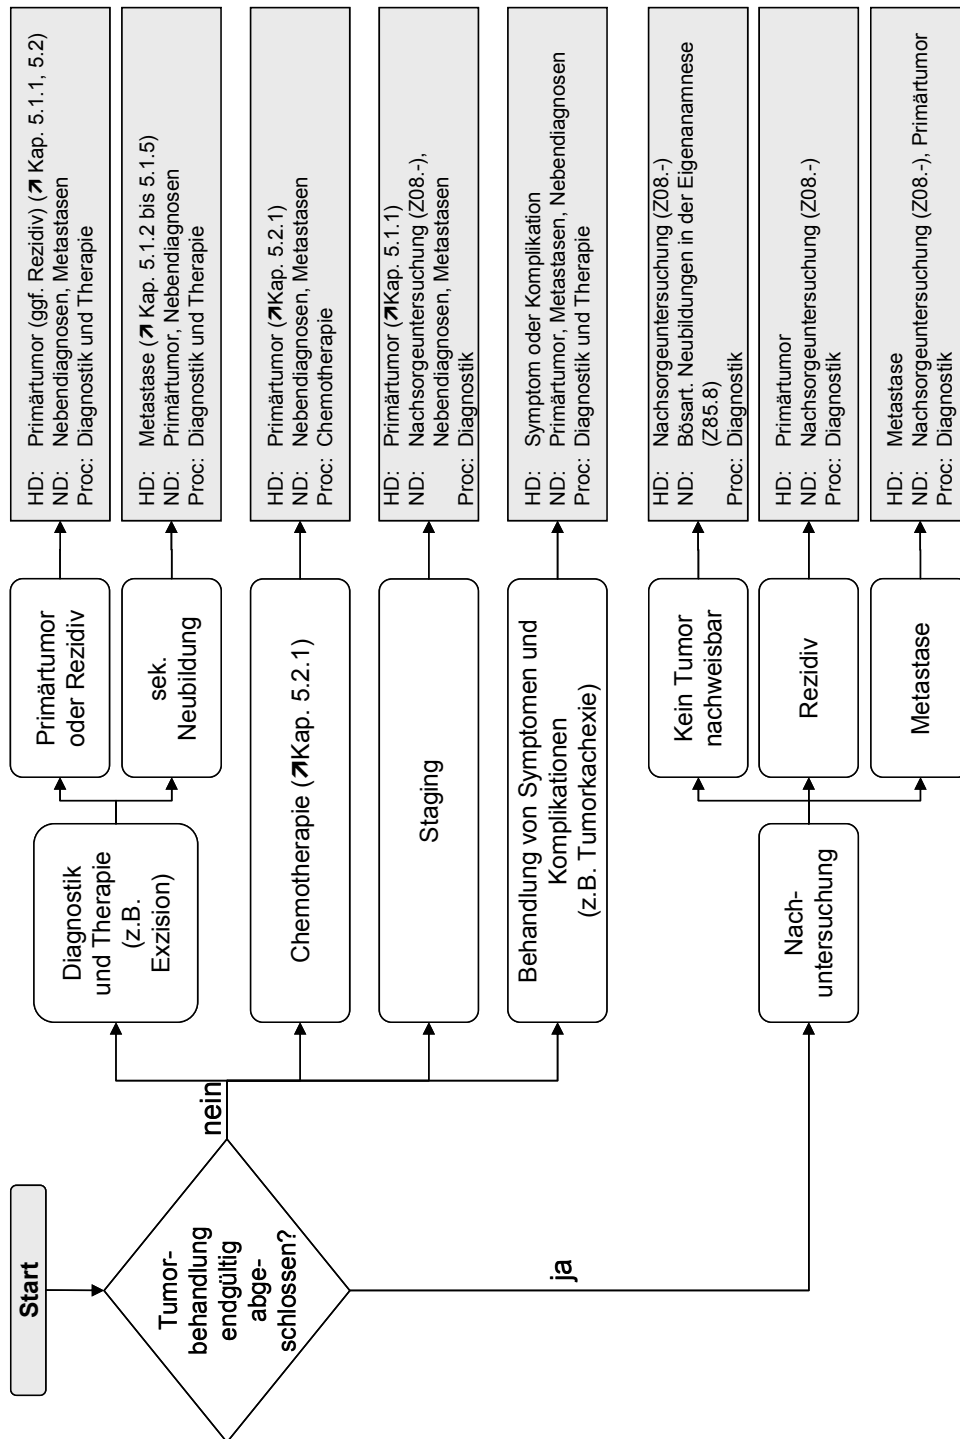 Start
Tumor-
behandlung
endgültig
abge-
schlossen?
nein
ja
Diagnostik
und Therapie
(z.B.
Exzision)
Primärtumor
oder Rezidiv
HD: Primärtumor (ggf. Rezidiv) (↗ Kap. 5.1.1, 5.2)
ND: Nebendiagnosen, Metastasen
Proc: Diagnostik und Therapie
sek.
Neubildung
HD: Metastase (↗ Kap. 5.1.2 bis 5.1.5)
ND: Primärtumor, Nebendiagnosen
Proc: Diagnostik und Therapie
Chemotherapie (↗Kap. 5.2.1)
HD: Primärtumor (↗Kap. 5.2.1)
ND: Nebendiagnosen, Metastasen
Proc: Chemotherapie
Staging
HD: Primärtumor (↗Kap. 5.1.1)
ND: Nachsorgeuntersuchung (Z08.-),
Nebendiagnosen, Metastasen
Proc: Diagnostik
Behandlung von Symptomen und
Komplikationen
(z.B. Tumorkachexie)
HD: Symptom oder Komplikation
ND: Primärtumor, Metastasen, Nebendiagnosen
Proc: Diagnostik und Therapie
Nach-
untersuchung
Kein Tumor
nachweisbar
HD: Nachsorgeuntersuchung (Z08.-)
ND: Bösart. Neubildungen in der Eigenanamnese
(Z85.8)
Proc: Diagnostik
Rezidiv
HD: Primärtumor
ND: Nachsorgeuntersuchung (Z08.-)
Proc: Diagnostik
Metastase
HD: Metastase
ND: Nachsorgeuntersuchung (Z08.-), Primärtumor
Proc: Diagnostik